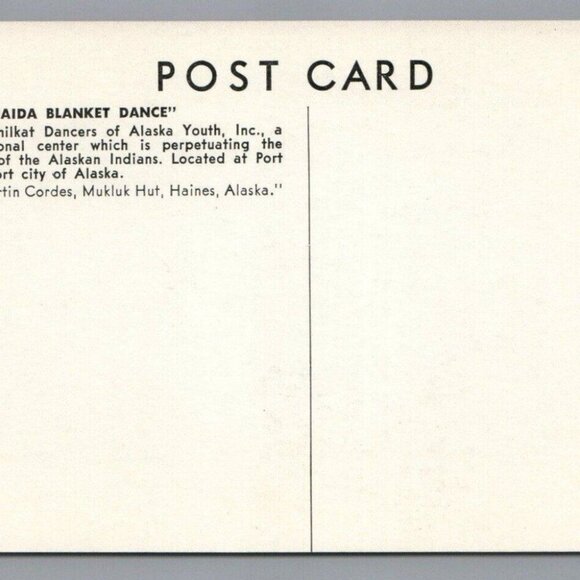 POST CARD
AIDA BLANKET DANCE"
hilkat Dancers of Alaska Youth, Inc., a
onal center which is perpetuating the
of the Alaskan Indians. Located at Port
ort city of Alaska.
rtin Cordes, Mukluk Hut, Haines, Alaska."